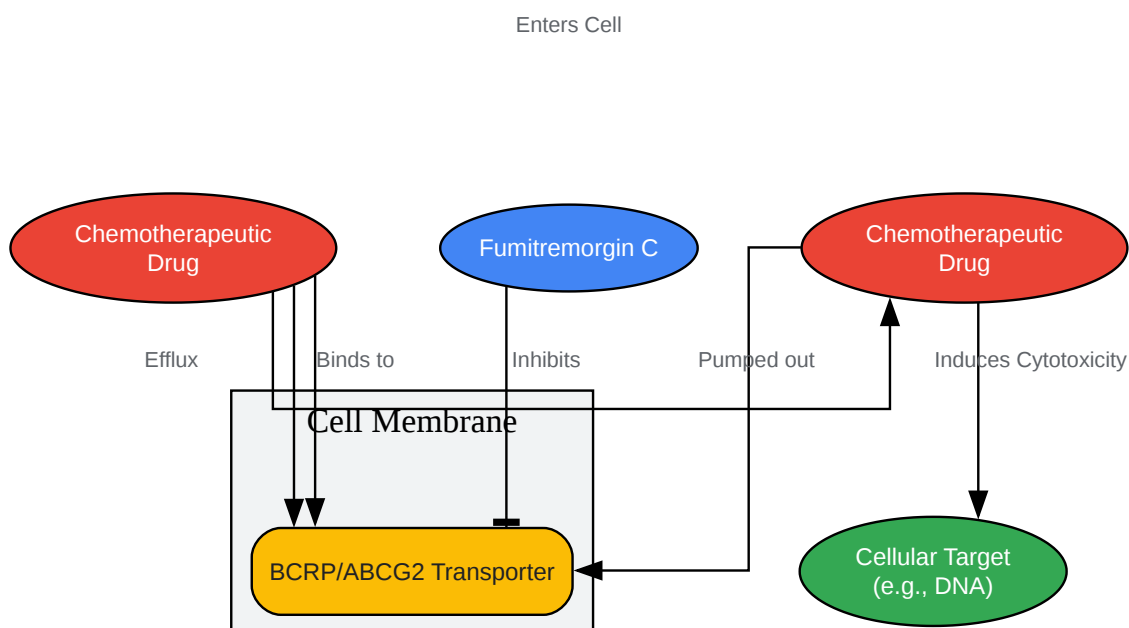 Enters Cell
Chemotherapeutic
Drug
Fumitremorgin C
Chemotherapeutic
Drug
Efflux
Binds to
Inhibits
Pumped out
Induces Cytotoxicity
Cell Membrane
BCRP/ABCG2 Transporter
Cellular Target
(e.g., DNA)